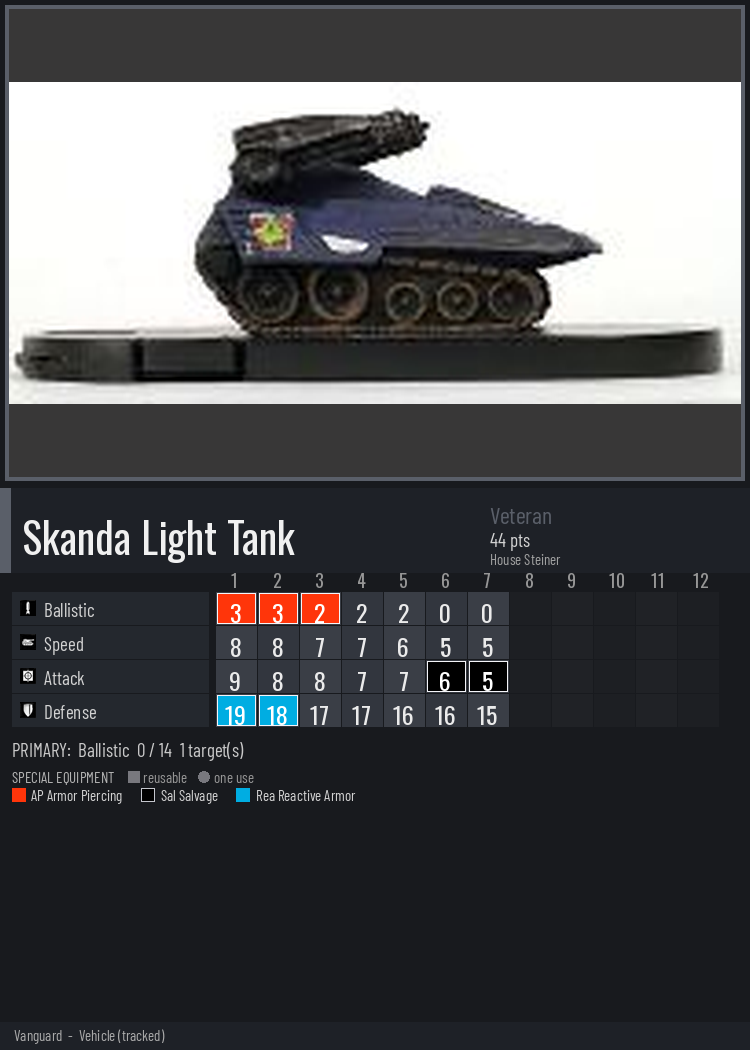 Skanda Light Tank
Veteran
44 pts
House Steiner
1 2 3 4 5 6 7 8 9 10 11 12
Ballistic 3 3 2 2 2 0 0
Speed 8 8 7 7 6 5 5
Attack 9 8 8 7 7 6 5
Defense 19 18 17 17 16 16 15
PRIMARY: Ballistic 0 / 14 1 target(s)
SPECIAL EQUIPMENT reusable one use
AP Armor Piercing Sal Salvage Rea Reactive Armor
Vanguard - Vehicle (tracked)